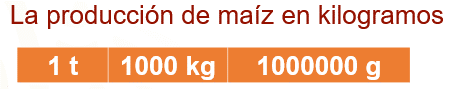 La producción de maíz en kilogramos
1 t 1000 kg 1000000 g